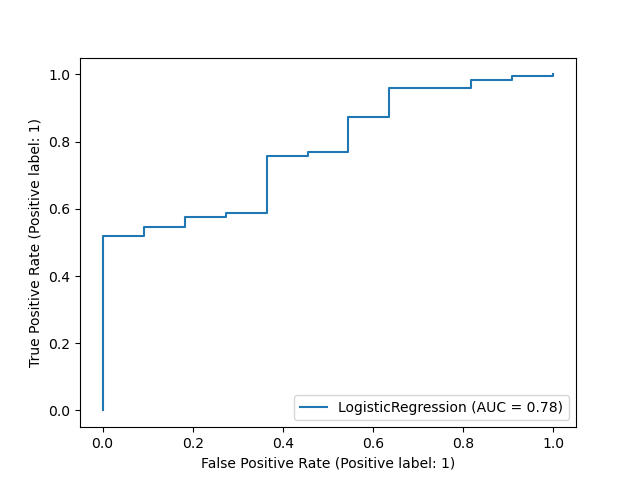 1.0
0.8
0.6
0.4
0.2
0.0
True Positive Rate (Positive label: 1)
LogisticRegression (AUC = 0.78)
0.0 0.2 0.4 0.6 0.8 1.0
False Positive Rate (Positive label: 1)